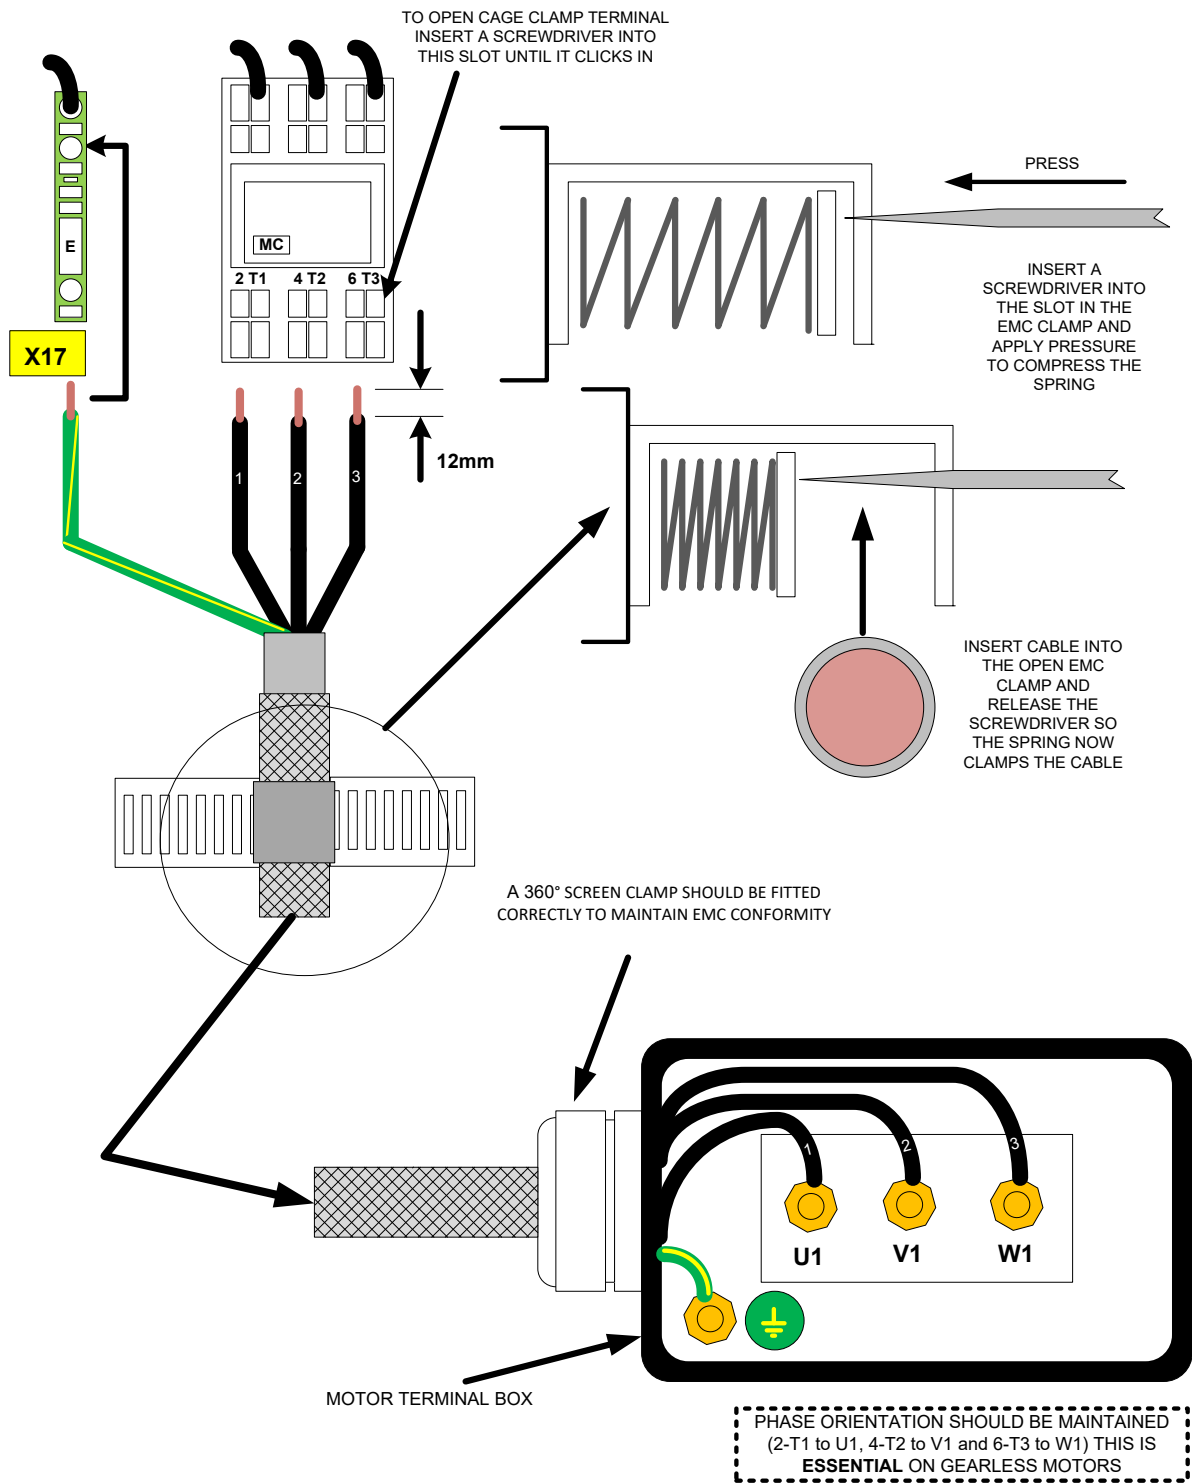 TO OPEN CAGE CLAMP TERMINAL
INSERT A SCREWDRIVER INTO
THIS SLOT UNTIL IT CLICKS IN
PRESS
E
MC
2 T1
4 T2
6 T3
X17
INSERT A
SCREWDRIVER INTO
THE SLOT IN THE
EMC CLAMP AND
APPLY PRESSURE
TO COMPRESS THE
SPRING
12mm
1
2
3
INSERT CABLE INTO
THE OPEN EMC
CLAMP AND
RELEASE THE
SCREWDRIVER SO
THE SPRING NOW
CLAMPS THE CABLE
A 360° SCREEN CLAMP SHOULD BE FITTED
CORRECTLY TO MAINTAIN EMC CONFORMITY
1
2
3
U1
V1
W1
MOTOR TERMINAL BOX
PHASE ORIENTATION SHOULD BE MAINTAINED
(2-T1 to U1, 4-T2 to V1 and 6-T3 to W1) THIS IS
ESSENTIAL ON GEARLESS MOTORS